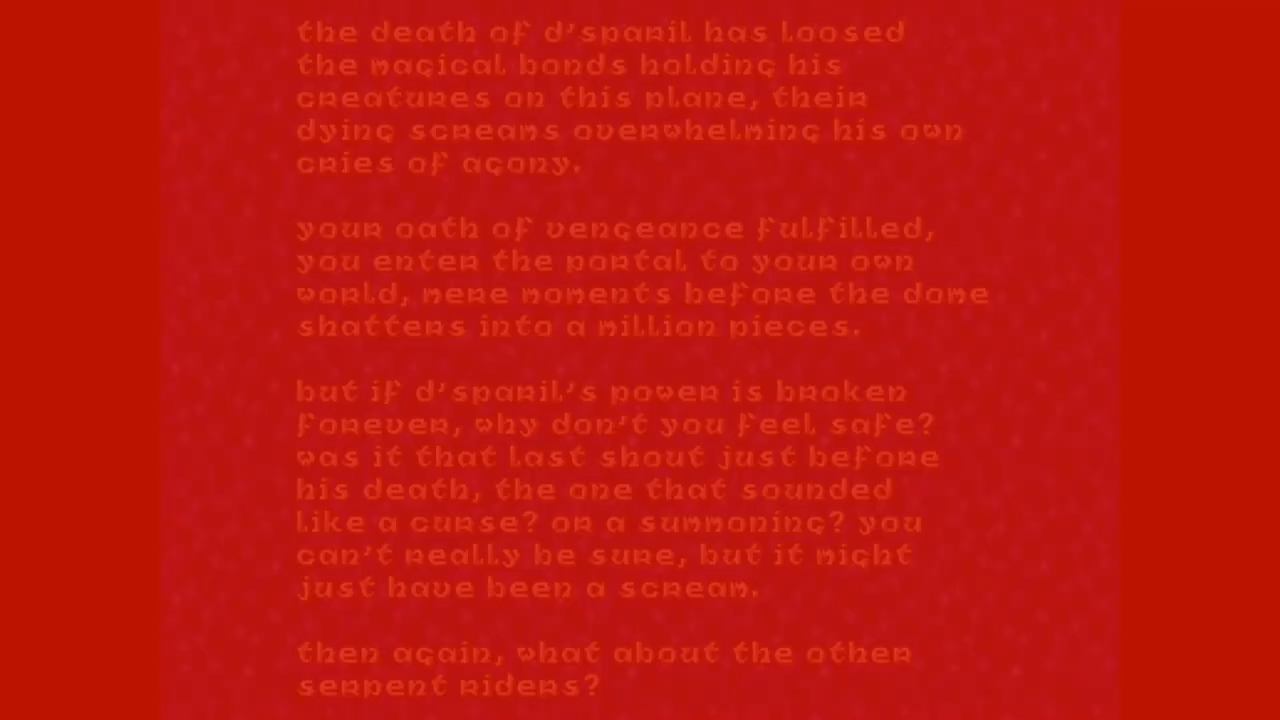 the death of d'sparil has loosed
the magical bonds holding his
creatures on this plane, their
dying screams overwhelming his own
cries of agony.
your oath of vengeance fulfilled,
you enter the portal to your own
world, mere moments before the dome
shatters into a million pieces.
but if d'sparil's power is broken
forever, why don't you feel safe?
was it that last shout just before
his death, the one that sounded
like a curse? or a summoning? you
can't really be sure, but it might
just have been a scream.
then again, what about the other
serpent riders?